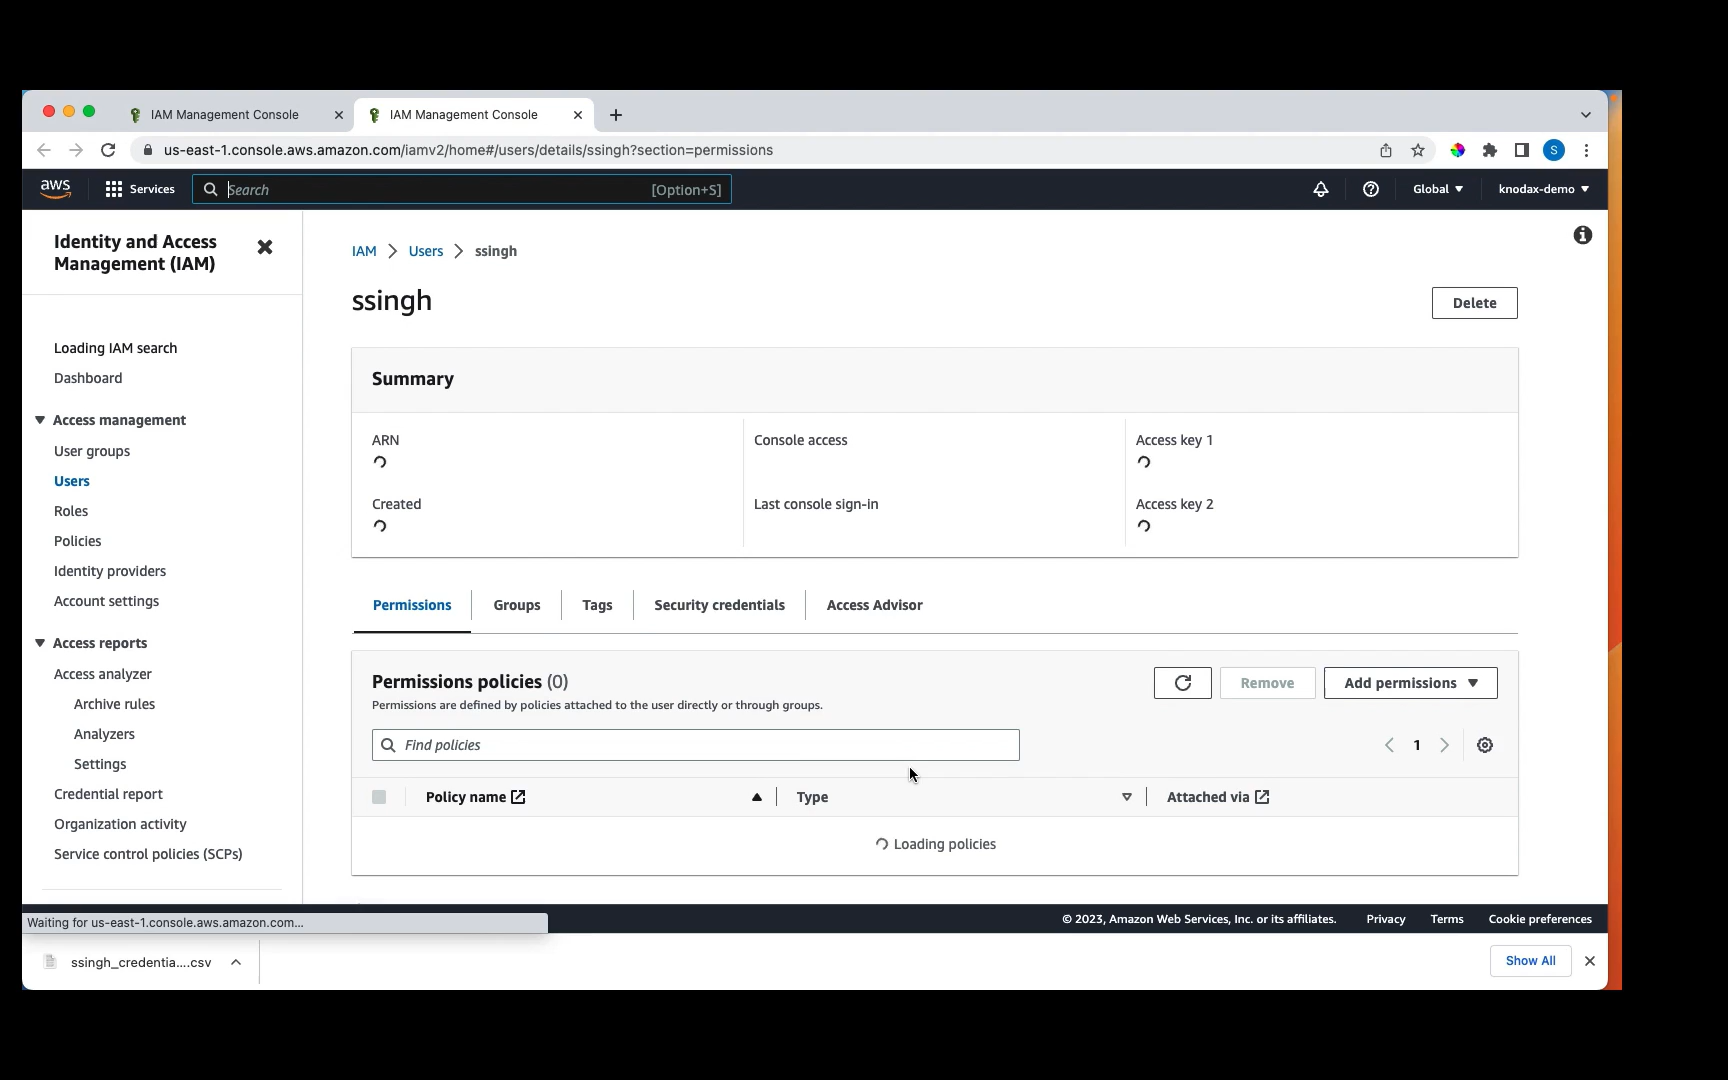 IAM Management Console
IAM Management Console
us-east-1.console.aws.amazon.com/iamv2/home#/users/details/ssingh?section=permissions
S
aws
Services
Search
[Option+S]
Global
knodax-demo
Identity and Access
Management (IAM)
Loading IAM search
Dashboard
Access management
User groups
Users
Roles
Policies
Identity providers
Account settings
Access reports
Access analyzer
Archive rules
Analyzers
Settings
Credential report
Organization activity
Service control policies (SCPs)
IAM > Users > ssingh
ssingh
Delete
Summary
ARN
Console access
Access key 1
Created
Last console sign-in
Access key 2
Permissions
Groups
Tags
Security credentials
Access Advisor
Permissions policies (0)
Permissions are defined by policies attached to the user directly or through groups.
Remove
Add permissions
Find policies
1
Policy name
Type
Attached via
Loading policies
Waiting for us-east-1.console.aws.amazon.com...
© 2023, Amazon Web Services, Inc. or its affiliates.
Privacy
Terms
Cookie preferences
ssingh_credentia....csv
Show All